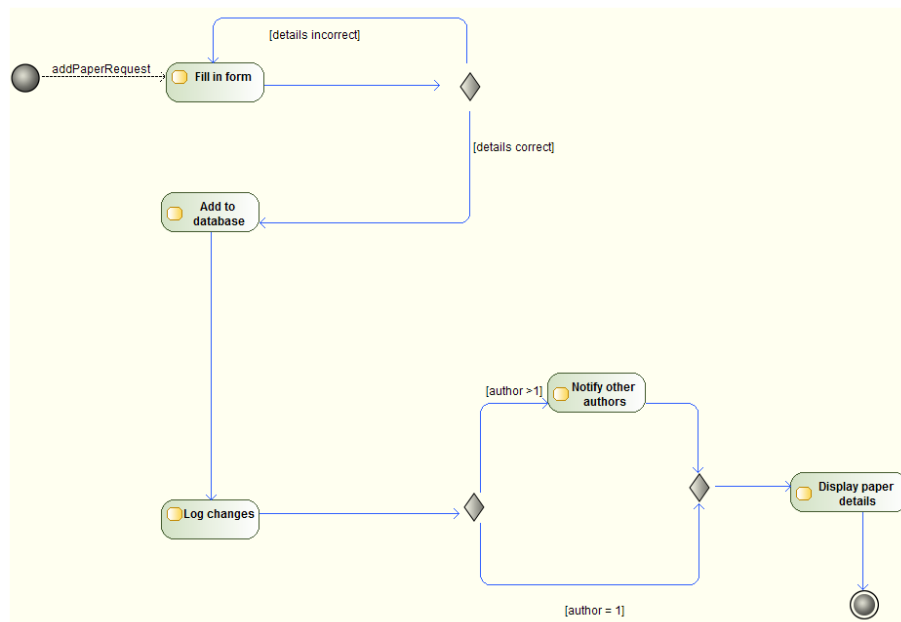 [details incorrect]
addPaperRequest
Fill in form
[details correct]
Add to
database
[author >1]
Notify other
authors
Log changes
Display paper
details
[author = 1]